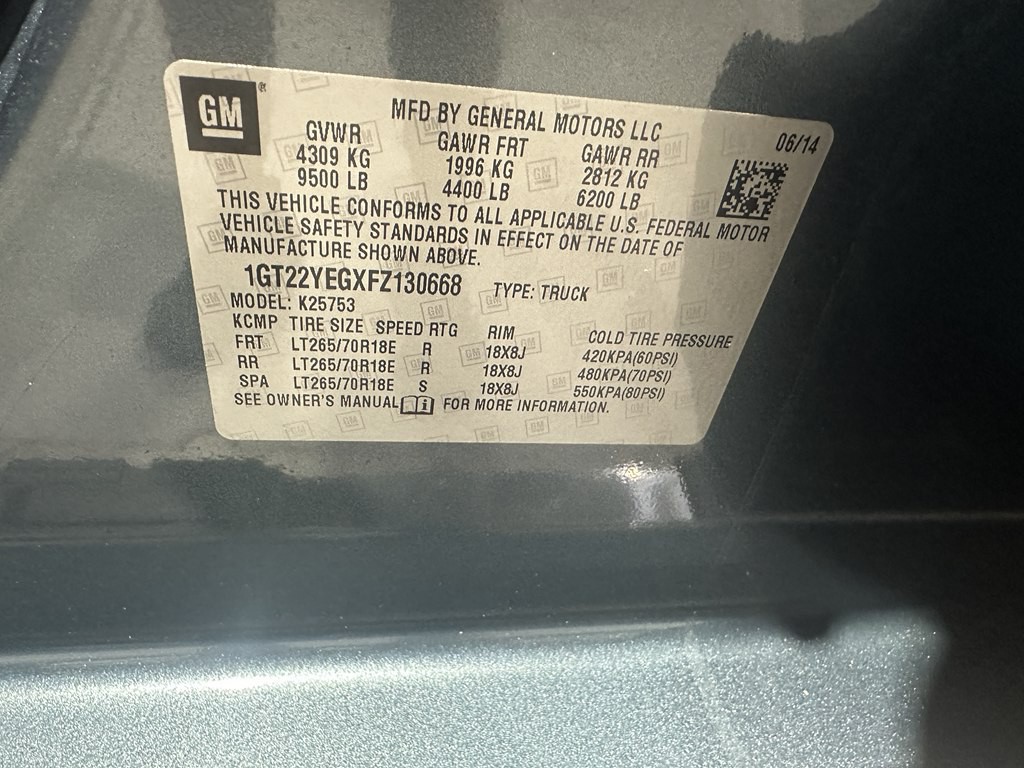 GM®
MFD BY GENERAL MOTORS LLC
06/14
GVWR GAWR FRT GAWR RR
4309 KG 1996 KG 2812 KG
9500 LB 4400 LB 6200 LB
THIS VEHICLE CONFORMS TO ALL APPLICABLE U.S. FEDERAL MOTOR
VEHICLE SAFETY STANDARDS IN EFFECT ON THE DATE OF
MANUFACTURE SHOWN ABOVE.
1GT22YEGXFZ130668 TYPE: TRUCK
MODEL: K25753
KCMP TIRE SIZE SPEED RTG RIM COLD TIRE PRESSURE
FRT LT265/70R18E R 18X8J 420KPA(60PSI)
RR LT265/70R18E R 18X8J 480KPA(70PSI)
SPA LT265/70R18E S 18X8J 550KPA(80PSI)
SEE OWNER'S MANUAL i FOR MORE INFORMATION.